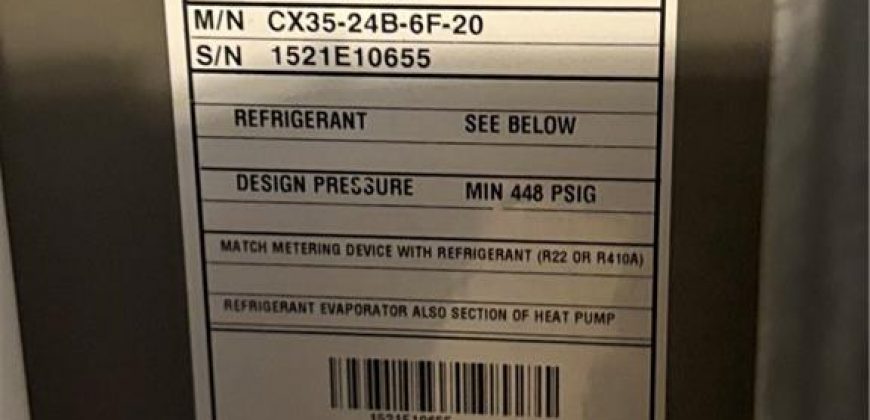 M/N CX35-24B-6F-20
S/N 1521E10655
REFRIGERANT SEE BELOW
DESIGN PRESSURE MIN 448 PSIG
MATCH METERING DEVICE WITH REFRIGERANT (R22 OR R410A)
REFRIGERANT EVAPORATOR ALSO SECTION OF HEAT PUMP
1521E10655